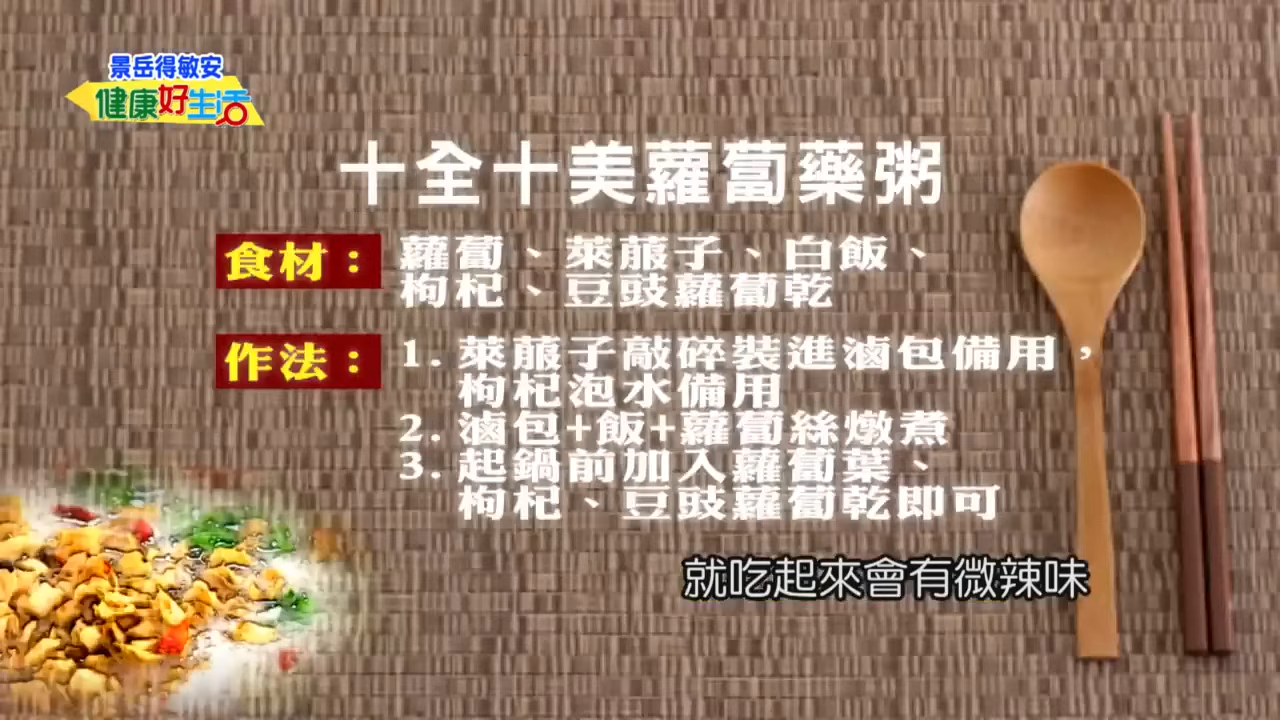 景岳得敏安
健康好生活
十全十美蘿蔔藥粥
食材：
蘿蔔、萊菔子、白飯、
枸杞、豆豉蘿蔔乾
作法：
1. 萊菔子敲碎裝進滷包備用，
枸杞泡水備用
2. 滷包+飯+蘿蔔絲燉煮
3. 起鍋前加入蘿蔔葉、
枸杞、豆豉蘿蔔乾即可
就吃起來會有微辣味